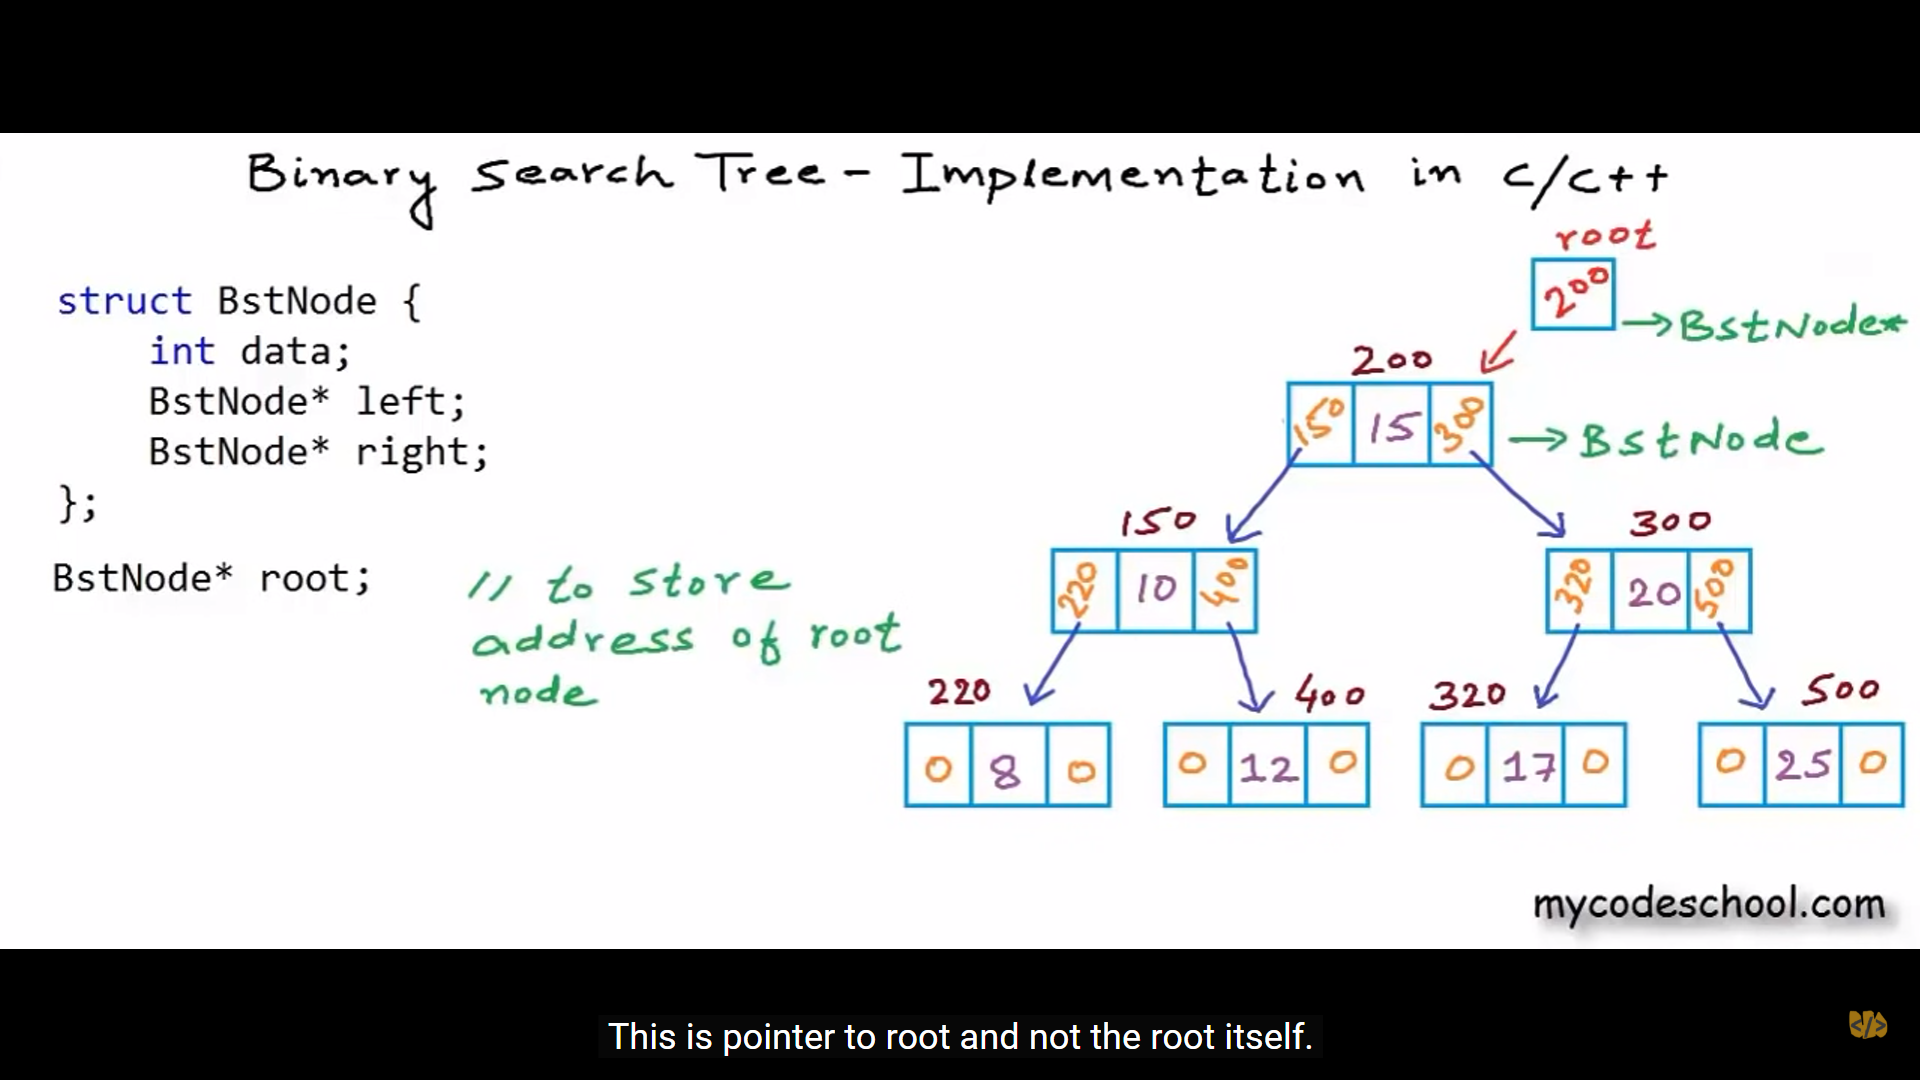 Binary Search Tree - Implementation in C/C++
struct BstNode {
int data;
BstNode* left;
BstNode* right;
};
BstNode* root;
// to store
address of root
node
root
200
→BstNode*
200
150 15 300
→BstNode
150
220 10 400
300
320 20 500
220
0 8 0
400
0 12 0
320
0 17 0
500
0 25 0
mycodeschool.com
This is pointer to root and not the root itself.